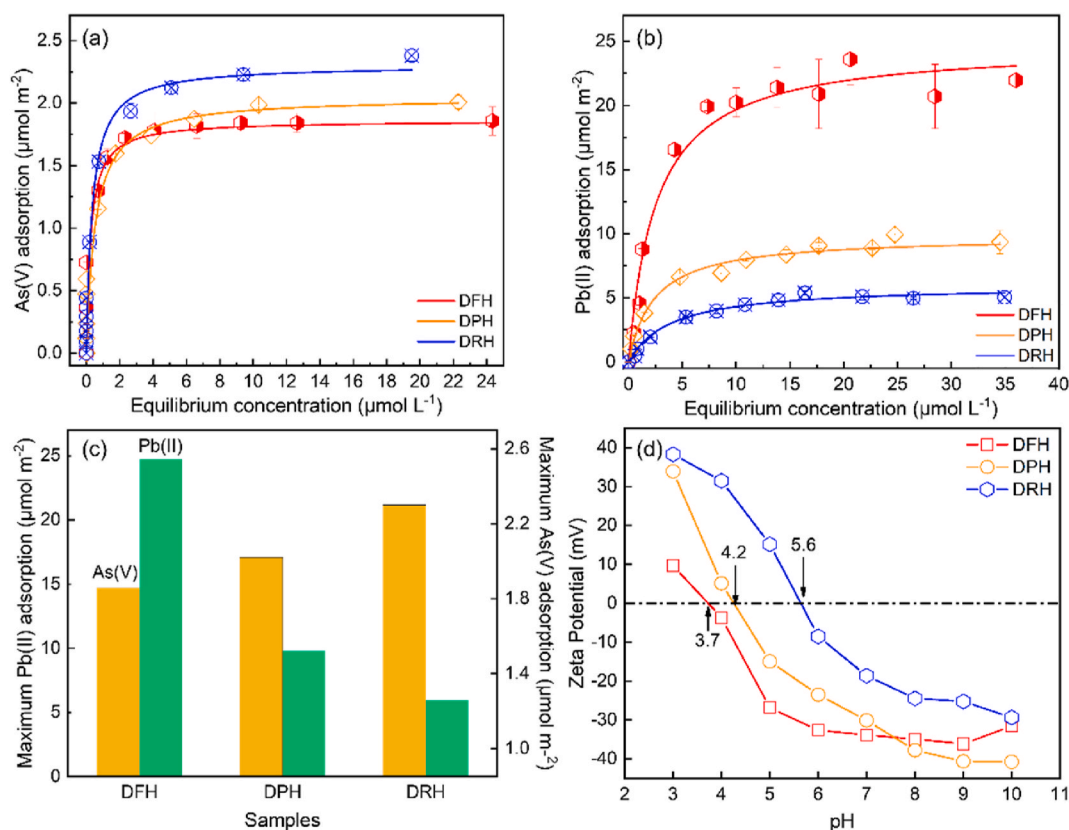 (a)
As(V) adsorption (µmol m⁻²)
2.5
2.0
1.5
1.0
0.5
0.0
DFH
DPH
DRH
0 2 4 6 8 10 12 14 16 18 20 22 24
Equilibrium concentration (µmol L⁻¹)
(b)
Pb(II) adsorption (µmol m⁻²)
25
20
15
10
5
0
DFH
DPH
DRH
0 5 10 15 20 25 30 35 40
Equilibrium concentration (µmol L⁻¹)
(c)
Maximum Pb(II) adsorption (µmol m⁻²)
25
20
15
10
5
0
Pb(II)
As(V)
2.6
2.2
1.8
1.4
1.0
Maximum As(V) adsorption (µmol m⁻²)
DFH DPH DRH
Samples
(d)
Zeta Potential (mV)
40
30
20
10
0
-10
-20
-30
-40
DFH
DPH
DRH
4.2
5.6
3.7
2 3 4 5 6 7 8 9 10 11
pH